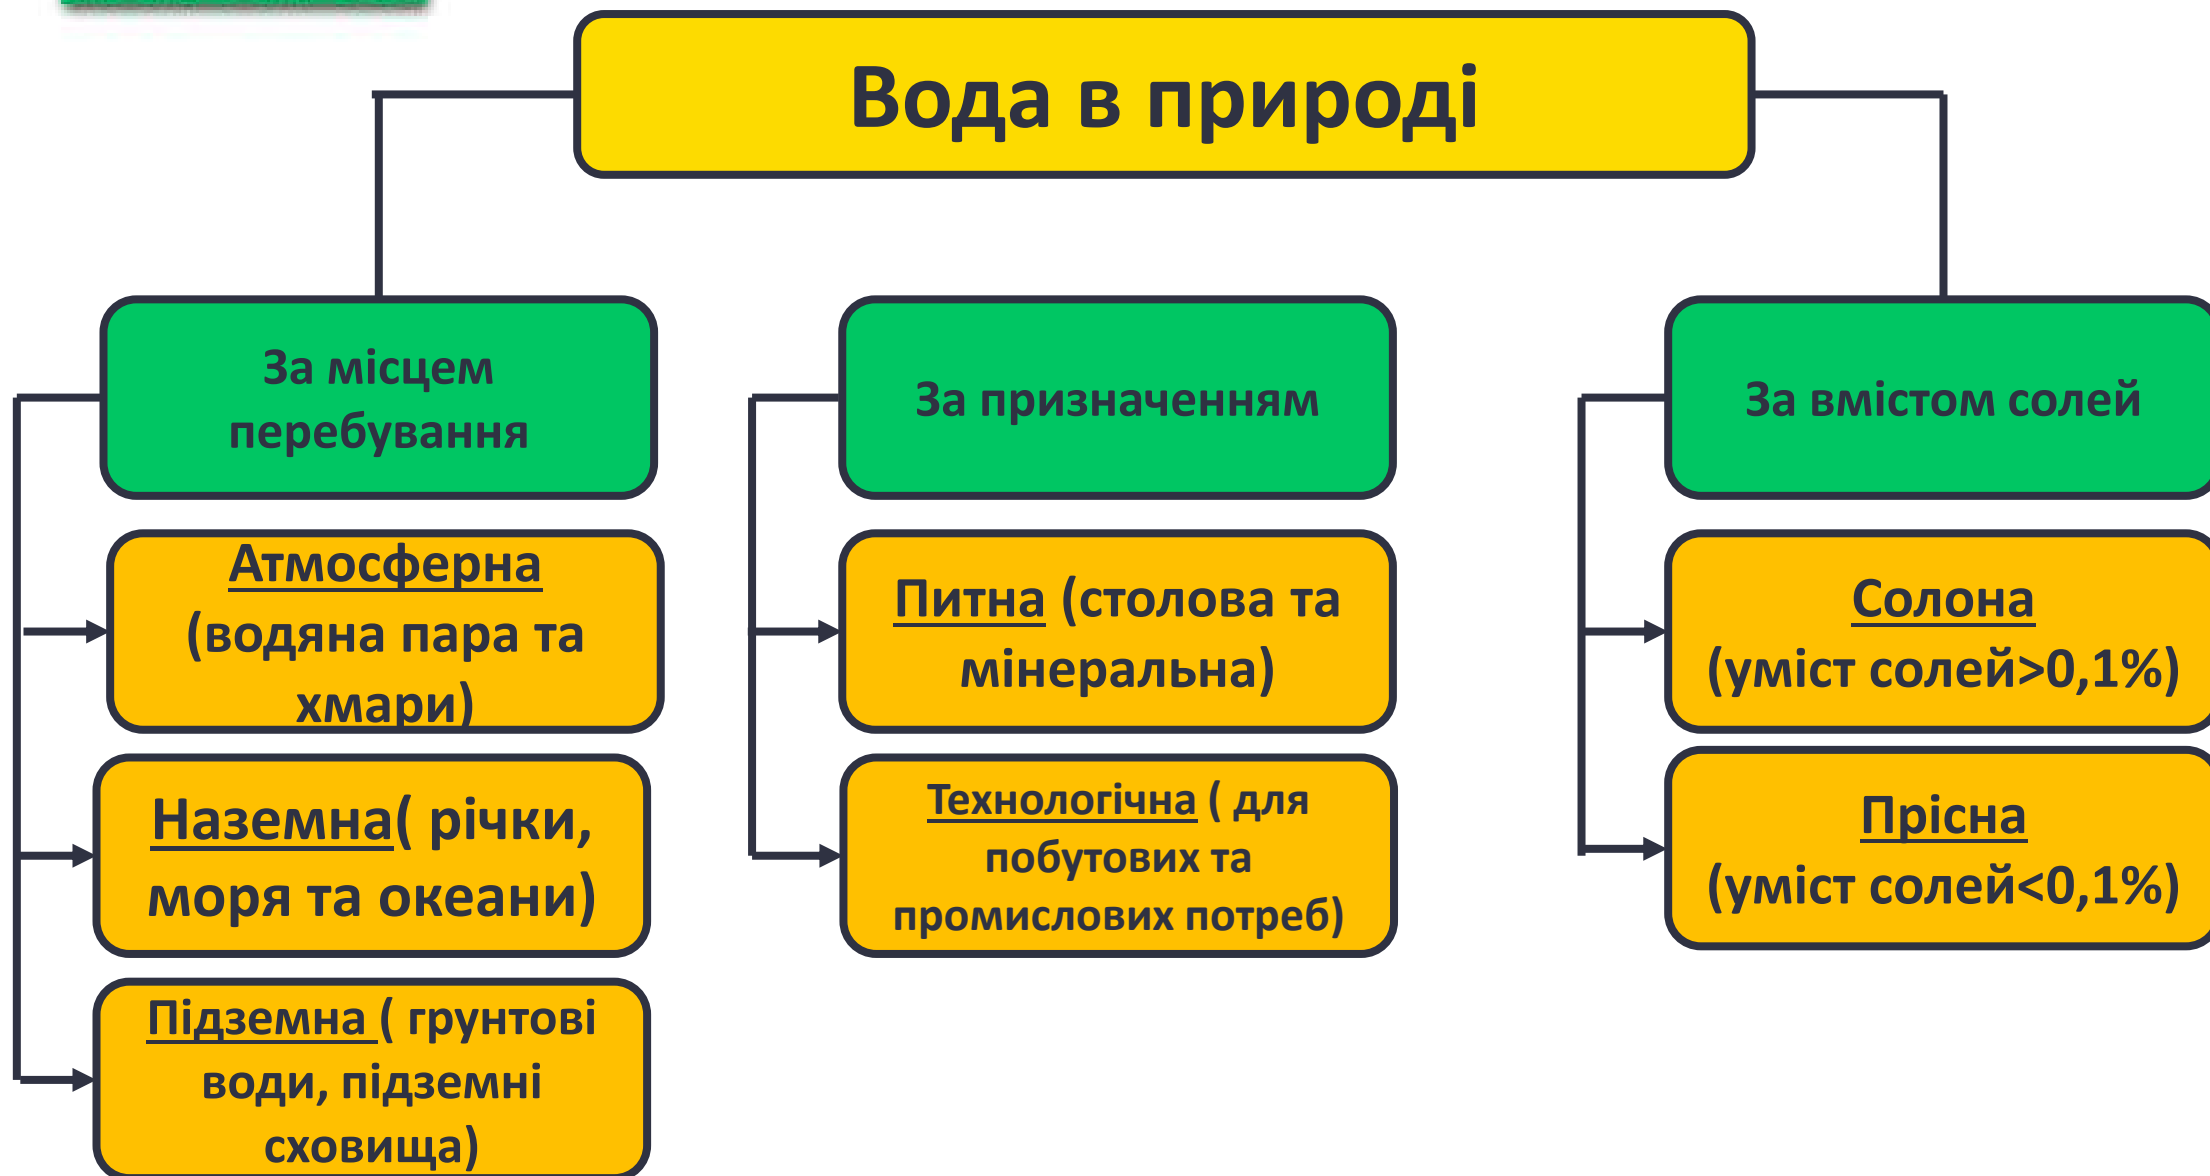 Вода в природі
За місцем
перебування
Атмосферна
(водяна пара та
хмари)
Наземна( річки,
моря та океани)
Підземна ( грунтові
води, підземні
сховища)
За призначенням
Питна (столова та
мінеральна)
Технологічна ( для
побутових та
промислових потреб)
За вмістом солей
Солона
(уміст солей>0,1%)
Прісна
(уміст солей<0,1%)